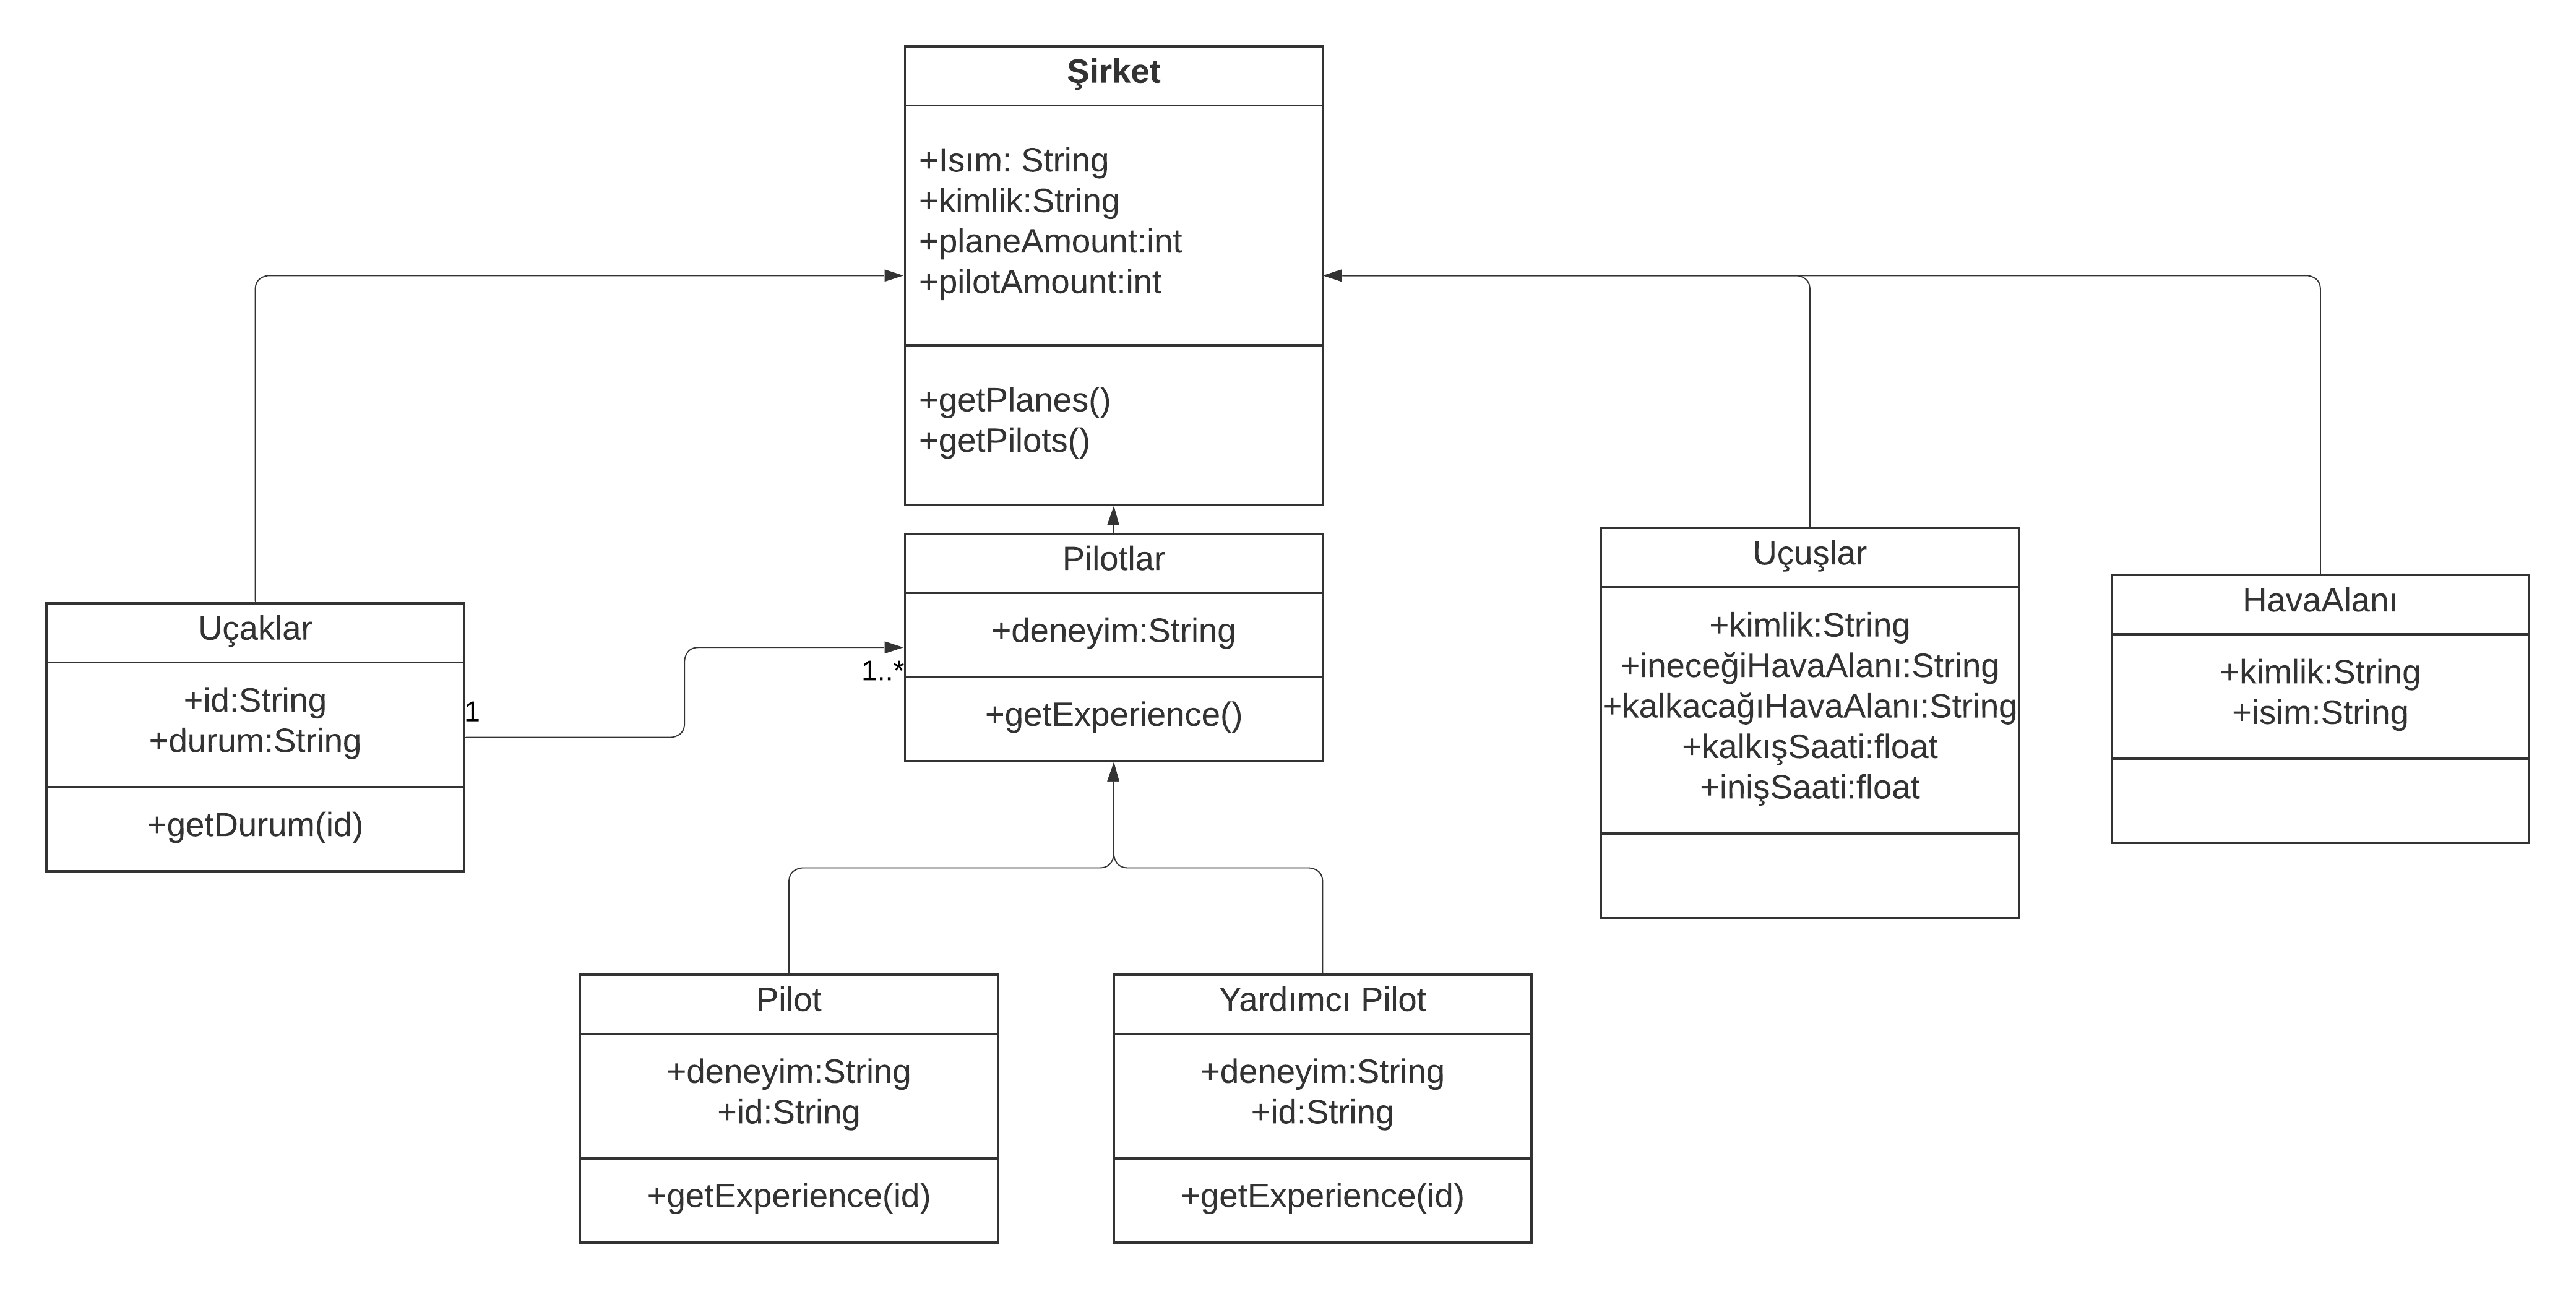 Şirket
+Isım: String
+kimlik:String
+planeAmount:int
+pilotAmount:int
+getPlanes()
+getPilots()
Uçaklar
+id:String
+durum:String
+getDurum(id)
1
1..*
Pilotlar
+deneyim:String
+getExperience()
Uçuşlar
+kimlik:String
+ineceğiHavaAlanı:String
+kalkacağıHavaAlanı:String
+kalkışSaati:float
+inişSaati:float
HavaAlanı
+kimlik:String
+isim:String
Pilot
+deneyim:String
+id:String
+getExperience(id)
Yardımcı Pilot
+deneyim:String
+id:String
+getExperience(id)